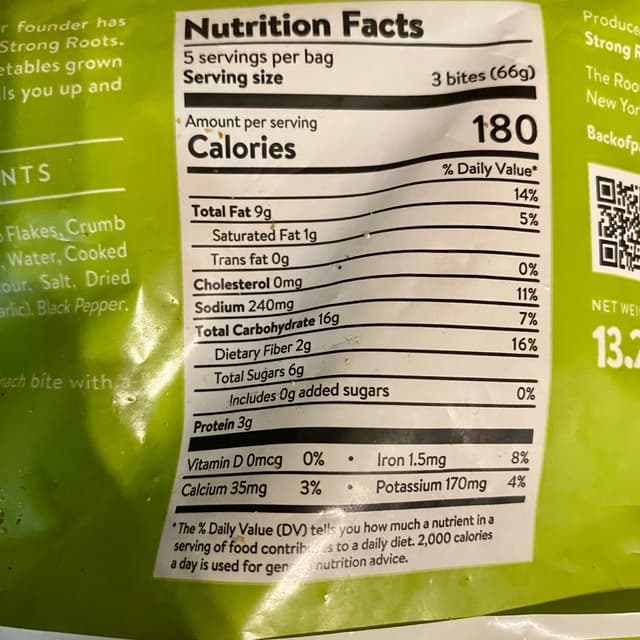 r founder has
Strong Roots.
etables grown
ls you up and
NTS
Flakes, Crumb
Water, Cooked
our, Salt, Dried
arlic), Black Pepper.
nach bite with a
Nutrition Facts
5 servings per bag
Serving size 3 bites (66g)
Amount per serving
Calories 180
% Daily Value*
Total Fat 9g 14%
Saturated Fat 1g 5%
Trans fat 0g
Cholesterol 0mg 0%
Sodium 240mg 11%
Total Carbohydrate 16g 7%
Dietary Fiber 2g 16%
Total Sugars 6g
Includes 0g added sugars 0%
Protein 3g
Vitamin D 0mcg 0% • Iron 1.5mg 8%
Calcium 35mg 3% • Potassium 170mg 4%
*The % Daily Value (DV) tells you how much a nutrient in a
serving of food contrib es to a daily diet. 2,000 calories
a day is used for gen nutrition advice.
Produce
Strong R
The Roo
New Yor
Backofp
NET WEI
13.2